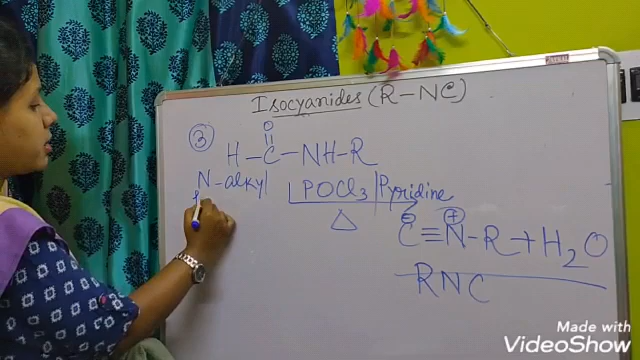 Isocyanides (R-NC)
③
O
||
H-C-NH-R
N-alkyl
f
POCl3 | Pyridine
△
⊖ ⊕
C≡N-R+H2O
RNC
Made with
VideoShow